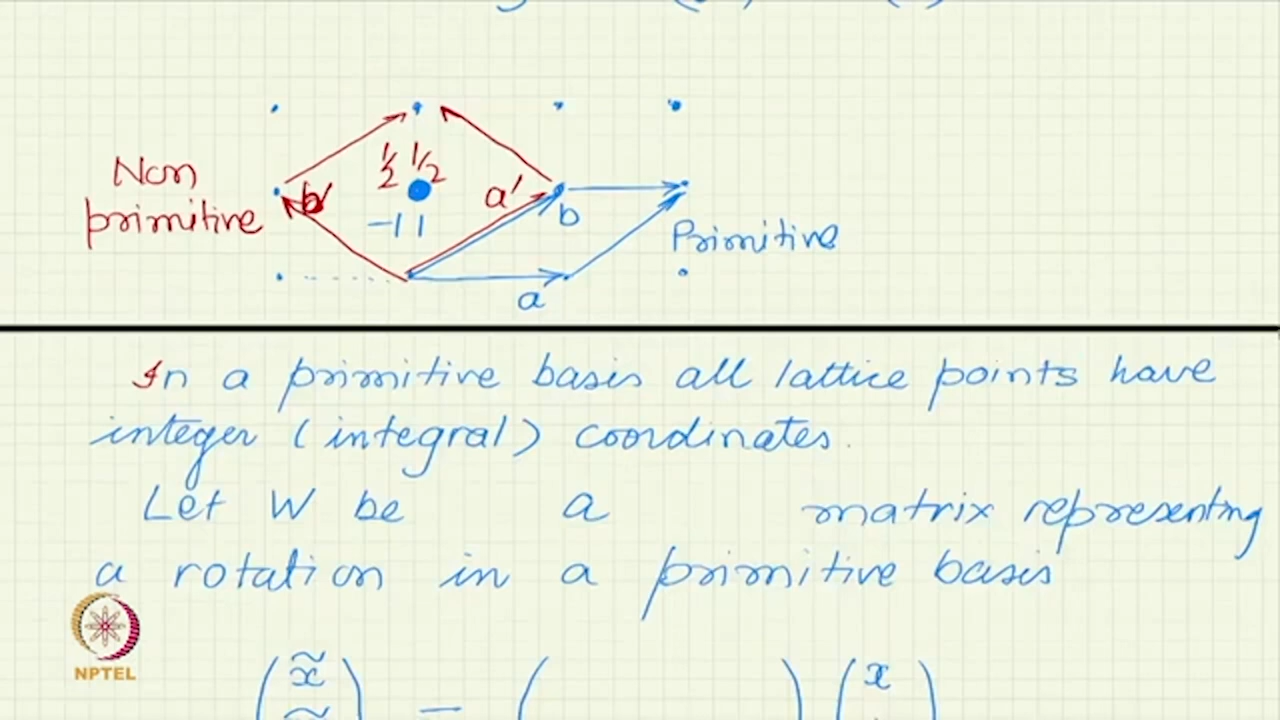 Non
primitive
b'
½ ½
-1 1
a'
b
Primitive
a
In a primitive basis all lattice points have
integer (integral) coordinates.
Let W be a matrix representing
a rotation in a primitive basis
(x̃) = ( ) (x)
NPTEL